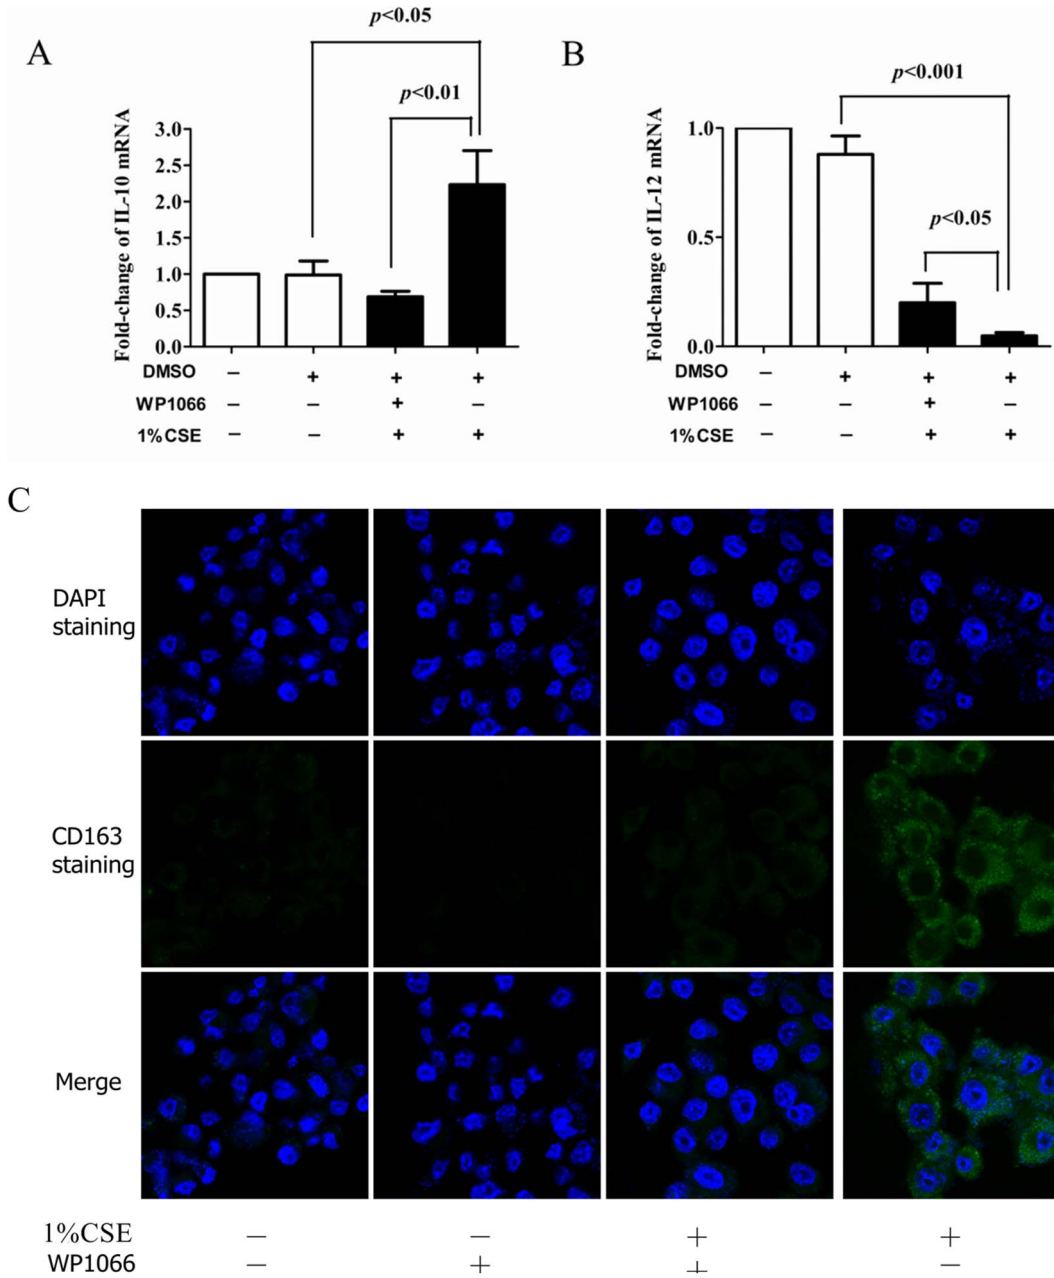 A
p<0.05
p<0.01
Fold-change of IL-10 mRNA
3.0
2.5
2.0
1.5
1.0
0.5
0.0
DMSO − + + +
WP1066 − − + −
1%CSE − − + +
B
p<0.001
p<0.05
Fold-change of IL-12 mRNA
1.0
0.5
0.0
DMSO − + + +
WP1066 − − + −
1%CSE − − + +
C
DAPI
staining
CD163
staining
Merge
1%CSE − − + +
WP1066 − + + −